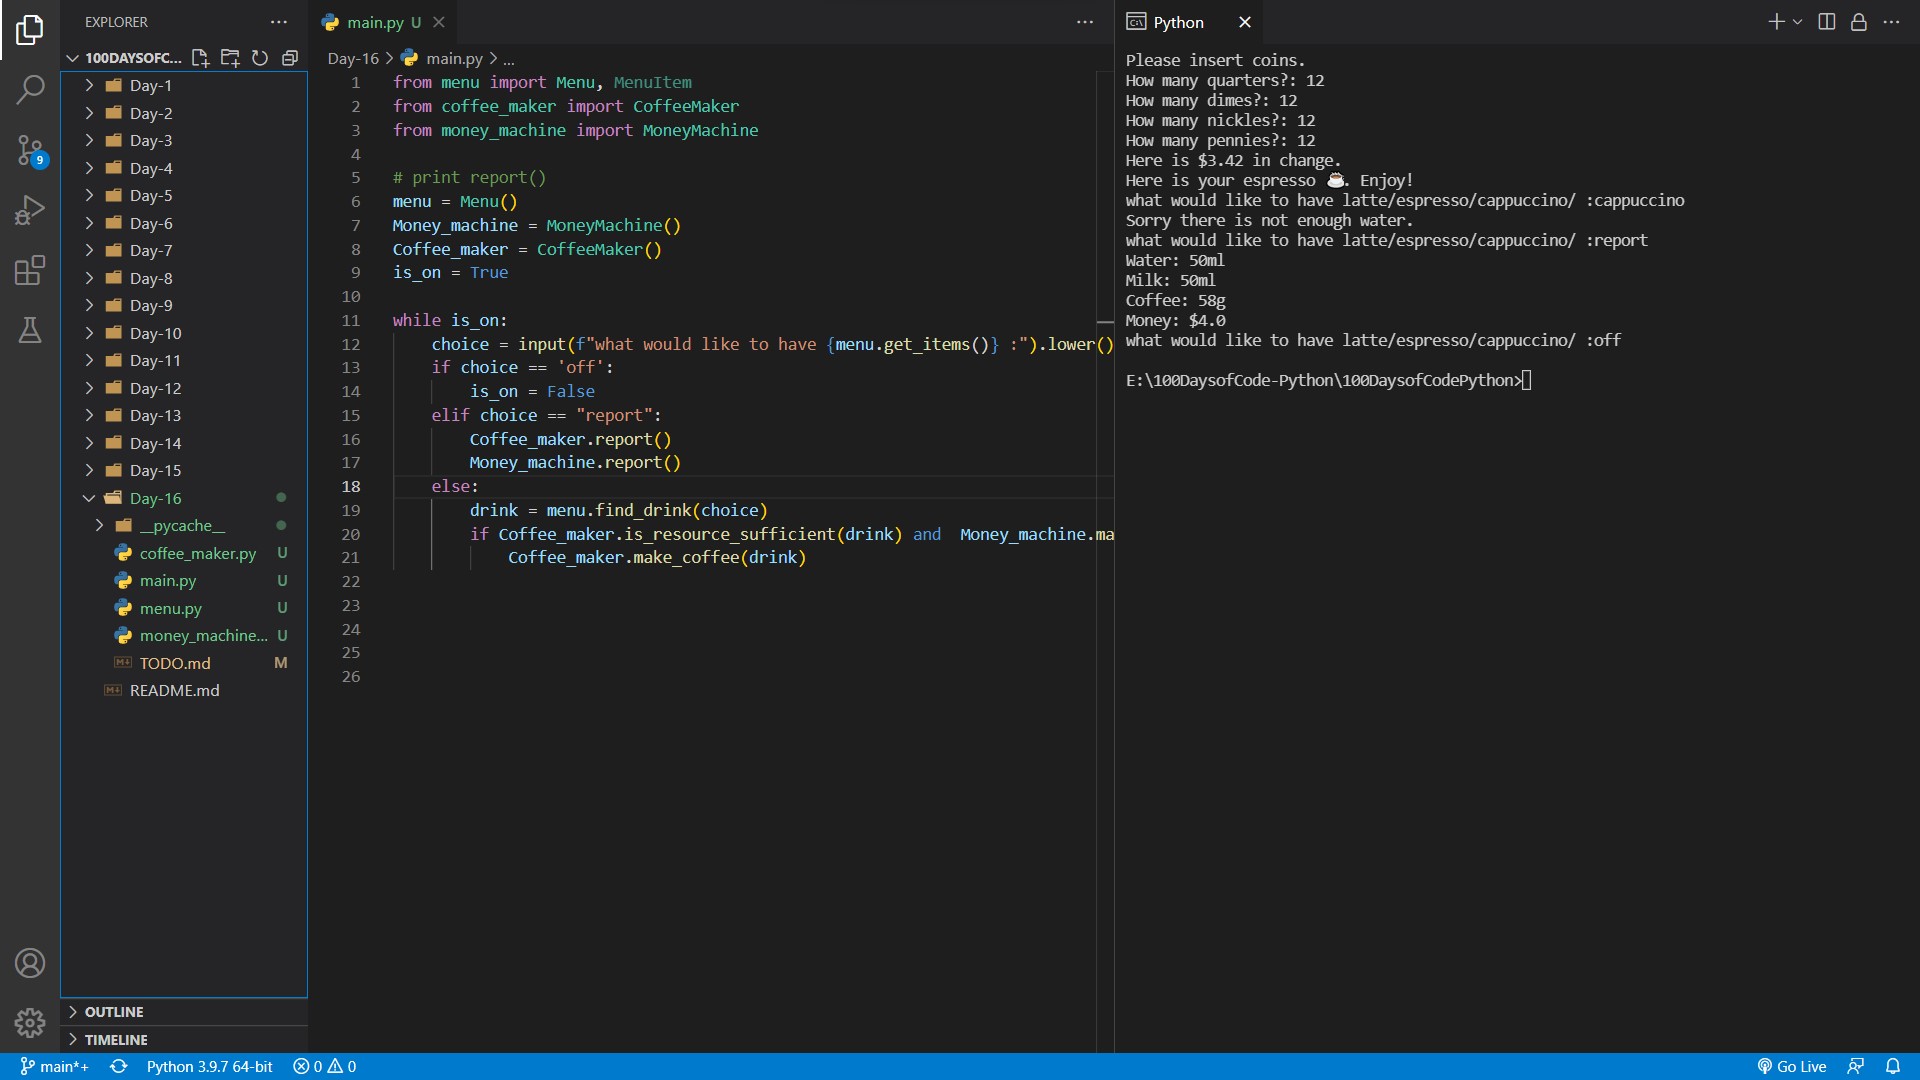 EXPLORER
100DAYSOFC...
Day-1
Day-2
Day-3
Day-4
Day-5
Day-6
Day-7
Day-8
Day-9
Day-10
Day-11
Day-12
Day-13
Day-14
Day-15
Day-16
__pycache__
coffee_maker.py U
main.py U
menu.py U
money_machine... U
TODO.md M
README.md
OUTLINE
TIMELINE
9
main.py U
Day-16 > main.py > ...
1 from menu import Menu, MenuItem
2 from coffee_maker import CoffeeMaker
3 from money_machine import MoneyMachine
4
5 # print report()
6 menu = Menu()
7 Money_machine = MoneyMachine()
8 Coffee_maker = CoffeeMaker()
9 is_on = True
10
11 while is_on:
12 choice = input(f"what would like to have {menu.get_items()} :").lower()
13 if choice == 'off':
14 is_on = False
15 elif choice == "report":
16 Coffee_maker.report()
17 Money_machine.report()
18 else:
19 drink = menu.find_drink(choice)
20 if Coffee_maker.is_resource_sufficient(drink) and  Money_machine.ma
21 Coffee_maker.make_coffee(drink)
22
23
24
25
26
Python
Please insert coins.
How many quarters?: 12
How many dimes?: 12
How many nickles?: 12
How many pennies?: 12
Here is $3.42 in change.
Here is your espresso ☕. Enjoy!
what would like to have latte/espresso/cappuccino/ :cappuccino
Sorry there is not enough water.
what would like to have latte/espresso/cappuccino/ :report
Water: 50ml
Milk: 50ml
Coffee: 58g
Money: $4.0
what would like to have latte/espresso/cappuccino/ :off
E:\100DaysofCode-Python\100DaysofCodePython>
main*+
Python 3.9.7 64-bit
0 0
Go Live